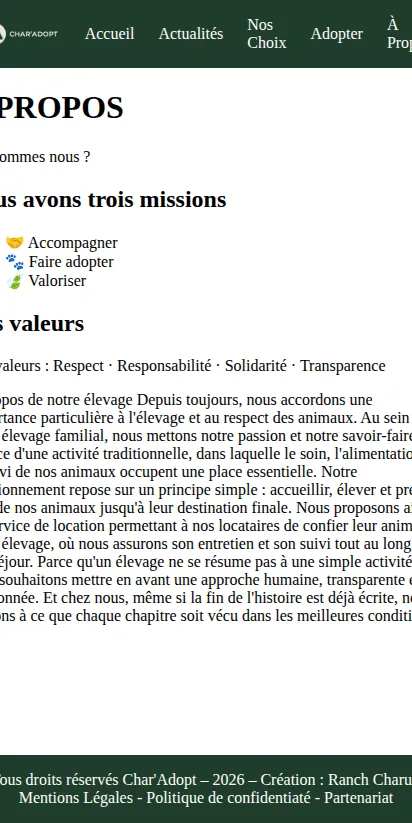 CHAR'ADOPT Accueil Actualités Nos Choix Adopter À
PROPOS
ommes nous ?
us avons trois missions
🤝 Accompagner
🐾 Faire adopter
🍃 Valoriser
s valeurs
valeurs : Respect · Responsabilité · Solidarité · Transparence
pos de notre élevage Depuis toujours, nous accordons une
rtance particulière à l'élevage et au respect des animaux. Au sein
élevage familial, nous mettons notre passion et notre savoir-faire
ce d'une activité traditionnelle, dans laquelle le soin, l'alimentatio
vi de nos animaux occupent une place essentielle. Notre
ionnement repose sur un principe simple : accueillir, élever et pr
de nos animaux jusqu'à leur destination finale. Nous proposons a
rvice de location permettant à nos locataires de confier leur anim
élevage, où nous assurons son entretien et son suivi tout au long
éjour. Parce qu'un élevage ne se résume pas à une simple activité
souhaitons mettre en avant une approche humaine, transparente e
onnée. Et chez nous, même si la fin de l'histoire est déjà écrite, n
ns à ce que chaque chapitre soit vécu dans les meilleures conditi
ous droits réservés Char'Adopt – 2026 – Création : Ranch Charu
Mentions Légales - Politique de confidentiaté - Partenariat